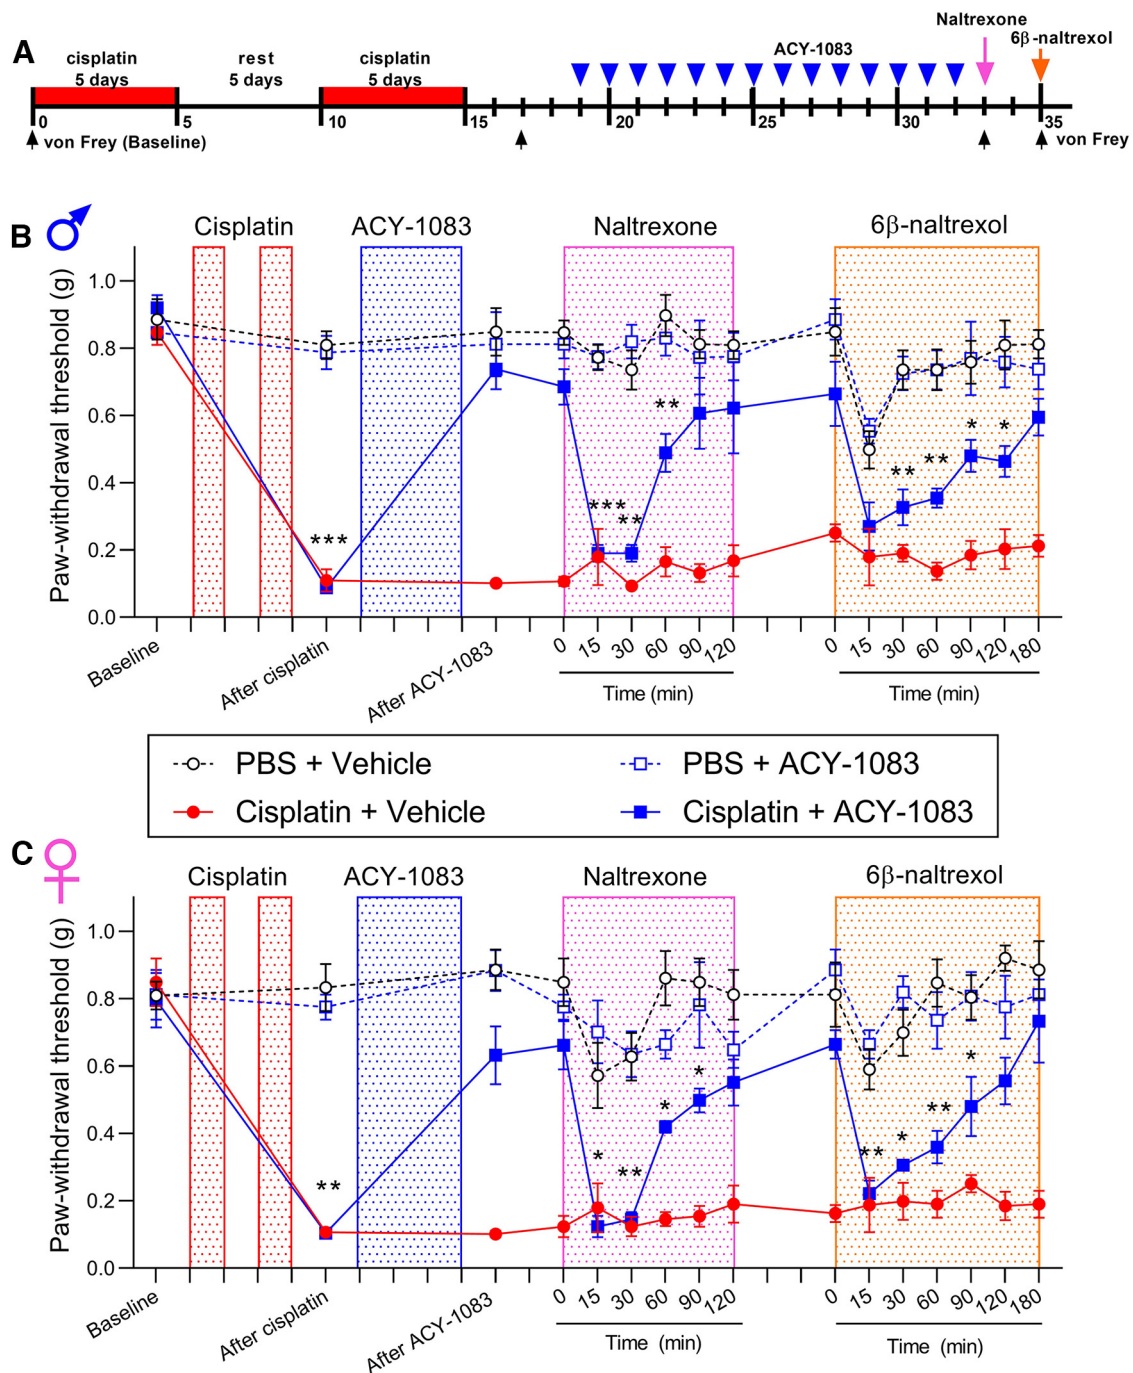 A
cisplatin
5 days
rest
5 days
cisplatin
5 days
ACY-1083
Naltrexone
6β-naltrexol
0 5 10 15 20 25 30 35
von Frey (Baseline)
von Frey
B
Cisplatin ACY-1083 Naltrexone 6β-naltrexol
Paw-withdrawal threshold (g)
1.0
0.8
0.6
0.4
0.2
0.0
***
***
**
**
**
**
*
*
Baseline
After cisplatin
After ACY-1083
0 15 30 60 90 120
Time (min)
0 15 30 60 90 120 180
Time (min)
PBS + Vehicle
PBS + ACY-1083
Cisplatin + Vehicle
Cisplatin + ACY-1083
C
Cisplatin ACY-1083 Naltrexone 6β-naltrexol
Paw-withdrawal threshold (g)
1.0
0.8
0.6
0.4
0.2
0.0
**
*
**
*
*
**
*
**
*
Baseline
After cisplatin
After ACY-1083
0 15 30 60 90 120
Time (min)
0 15 30 60 90 120 180
Time (min)